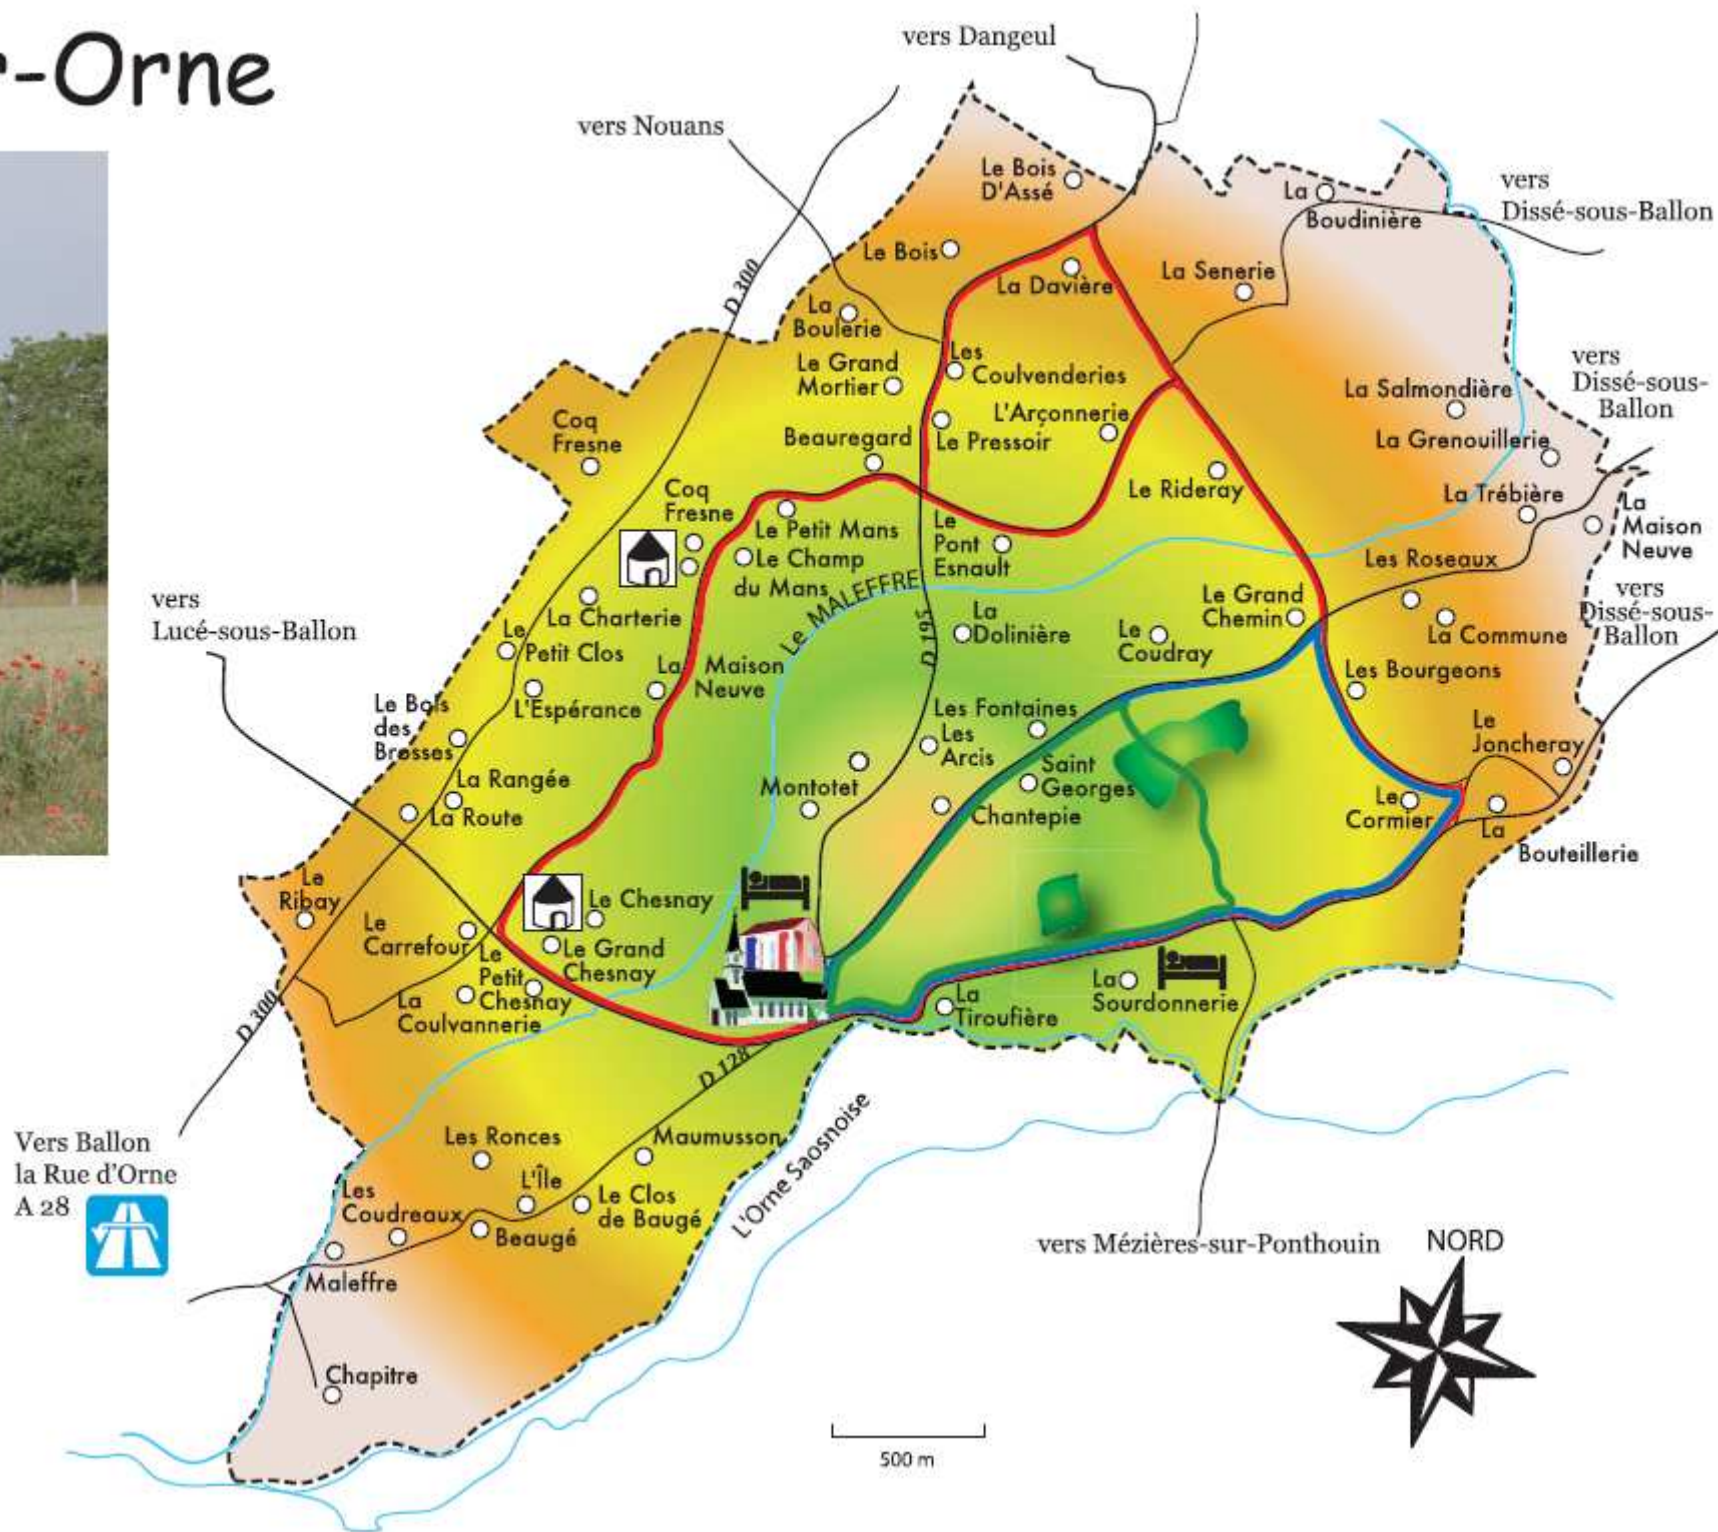 r-Orne
vers Dangeul
vers Nouans
Le Bois
D'Assé
vers
Dissé-sous-Ballon
La
Boudinière
Le Bois
La Davière
La Senerie
D 300
La
Boulerie
Le Grand
Mortier
Les
Coulvenderies
vers
Dissé-sous-
Ballon
La Salmondière
L'Arçonnerie
Coq
Fresne
Beauregard
Le Pressoir
La Grenouillerie
Le Rideray
La Trébière
Coq
Fresne
La
Maison
Neuve
Le Petit Mans
Le
Pont
Esnault
Le Champ
du Mans
Les Roseaux
vers
Dissé-sous-
Ballon
vers
Lucé-sous-Ballon
La Charterie
Le MALEFFRE
D 195
La
Dolinière
Le Grand
Chemin
Le
Coudray
La Commune
Le
Petit Clos
La Maison
Neuve
Les Bourgeons
L'Espérance
Le Bois
des
Brosses
Les Fontaines
Les
Arcis
Le
Joncheray
La Rangée
Montotet
Saint
Georges
La Route
Chantepie
Le
Cormier
La
Bouteillerie
Le
Ribay
Le Chesnay
Le
Carrefour
Le Grand
Chesnay
Le
Petit
Chesnay
La
Coulvannerie
La
Tiroufière
La
Sourdonnerie
D 300
D 128
L'Orne Saosnoise
Vers Ballon
la Rue d'Orne
A 28
Les Ronces
Maumusson
L'Île
Les
Coudreaux
Le Clos
de Baugé
Beaugé
vers Mézières-sur-Ponthouin
NORD
Maleffre
Chapitre
500 m